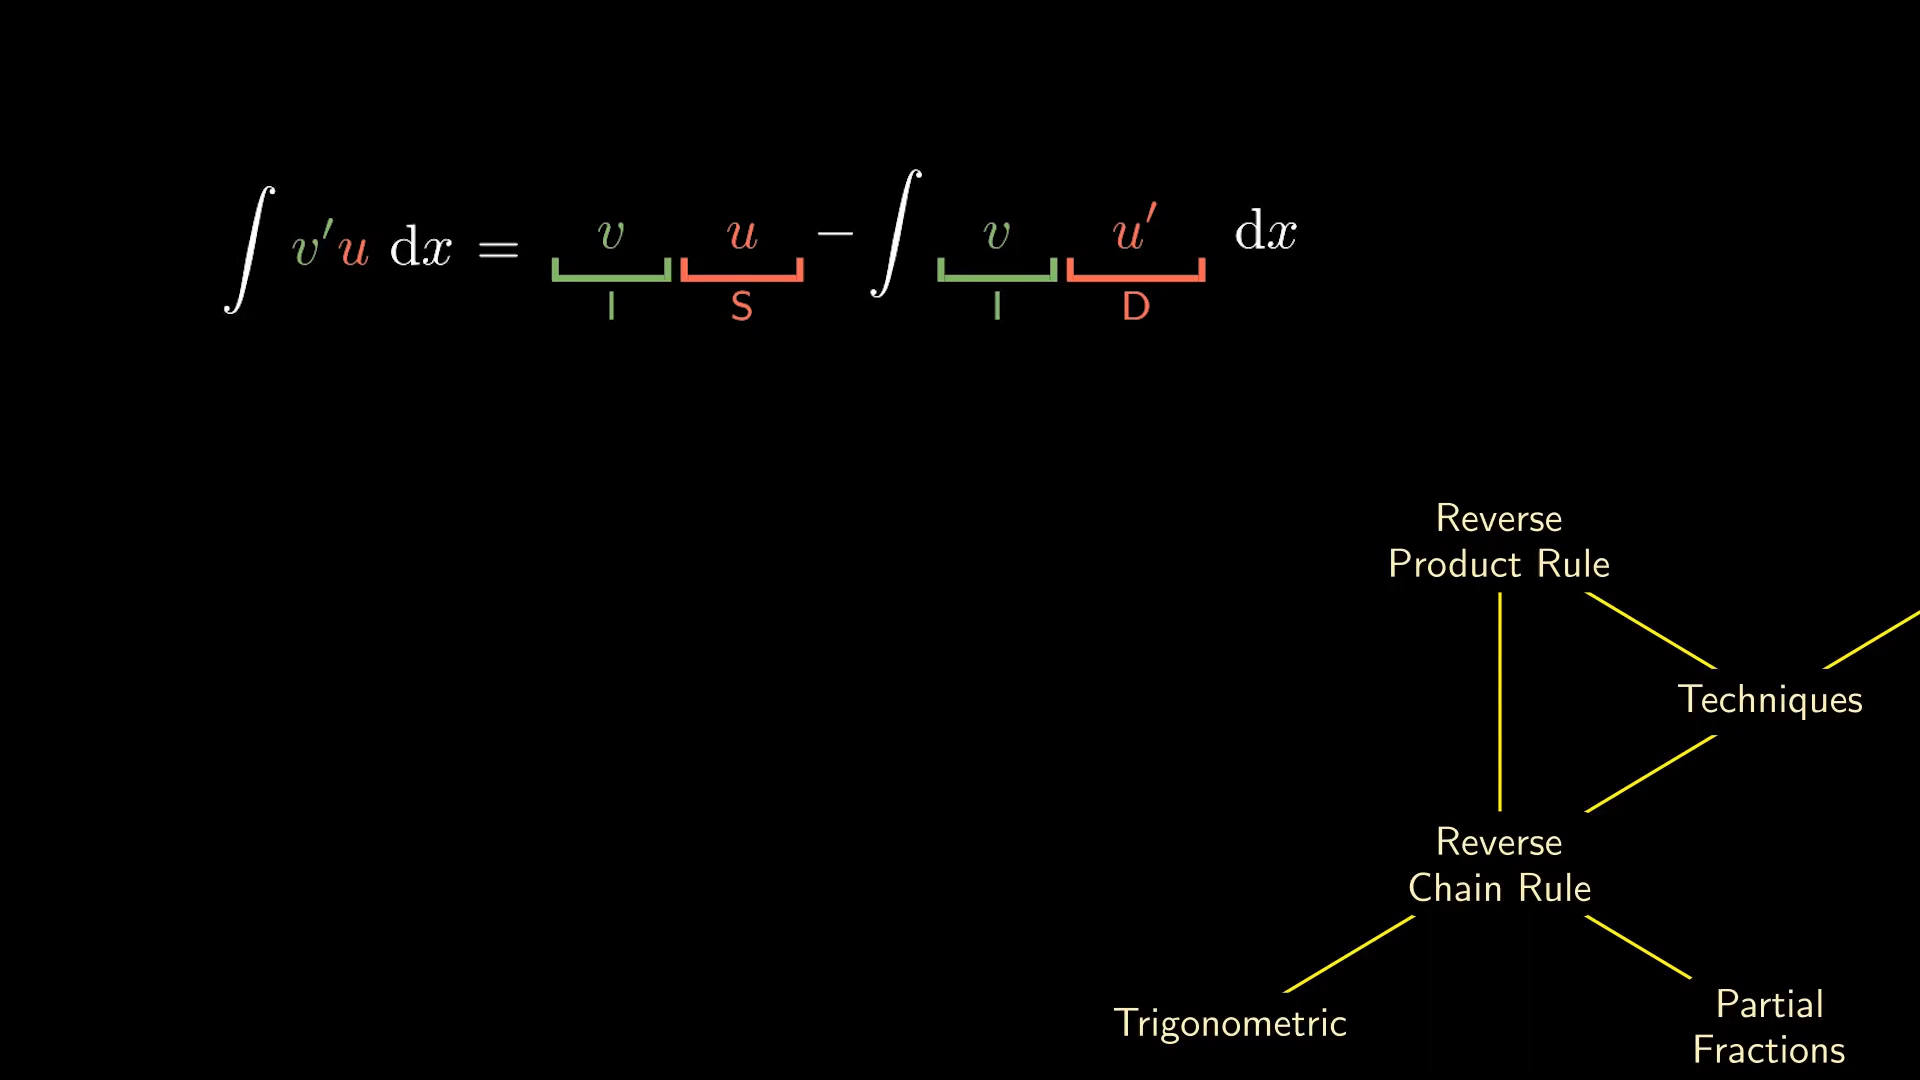 ∫ v′u dx = v u − ∫ v u′ dx
I S I D
Reverse
Product Rule
Techniques
Reverse
Chain Rule
Trigonometric
Partial
Fractions